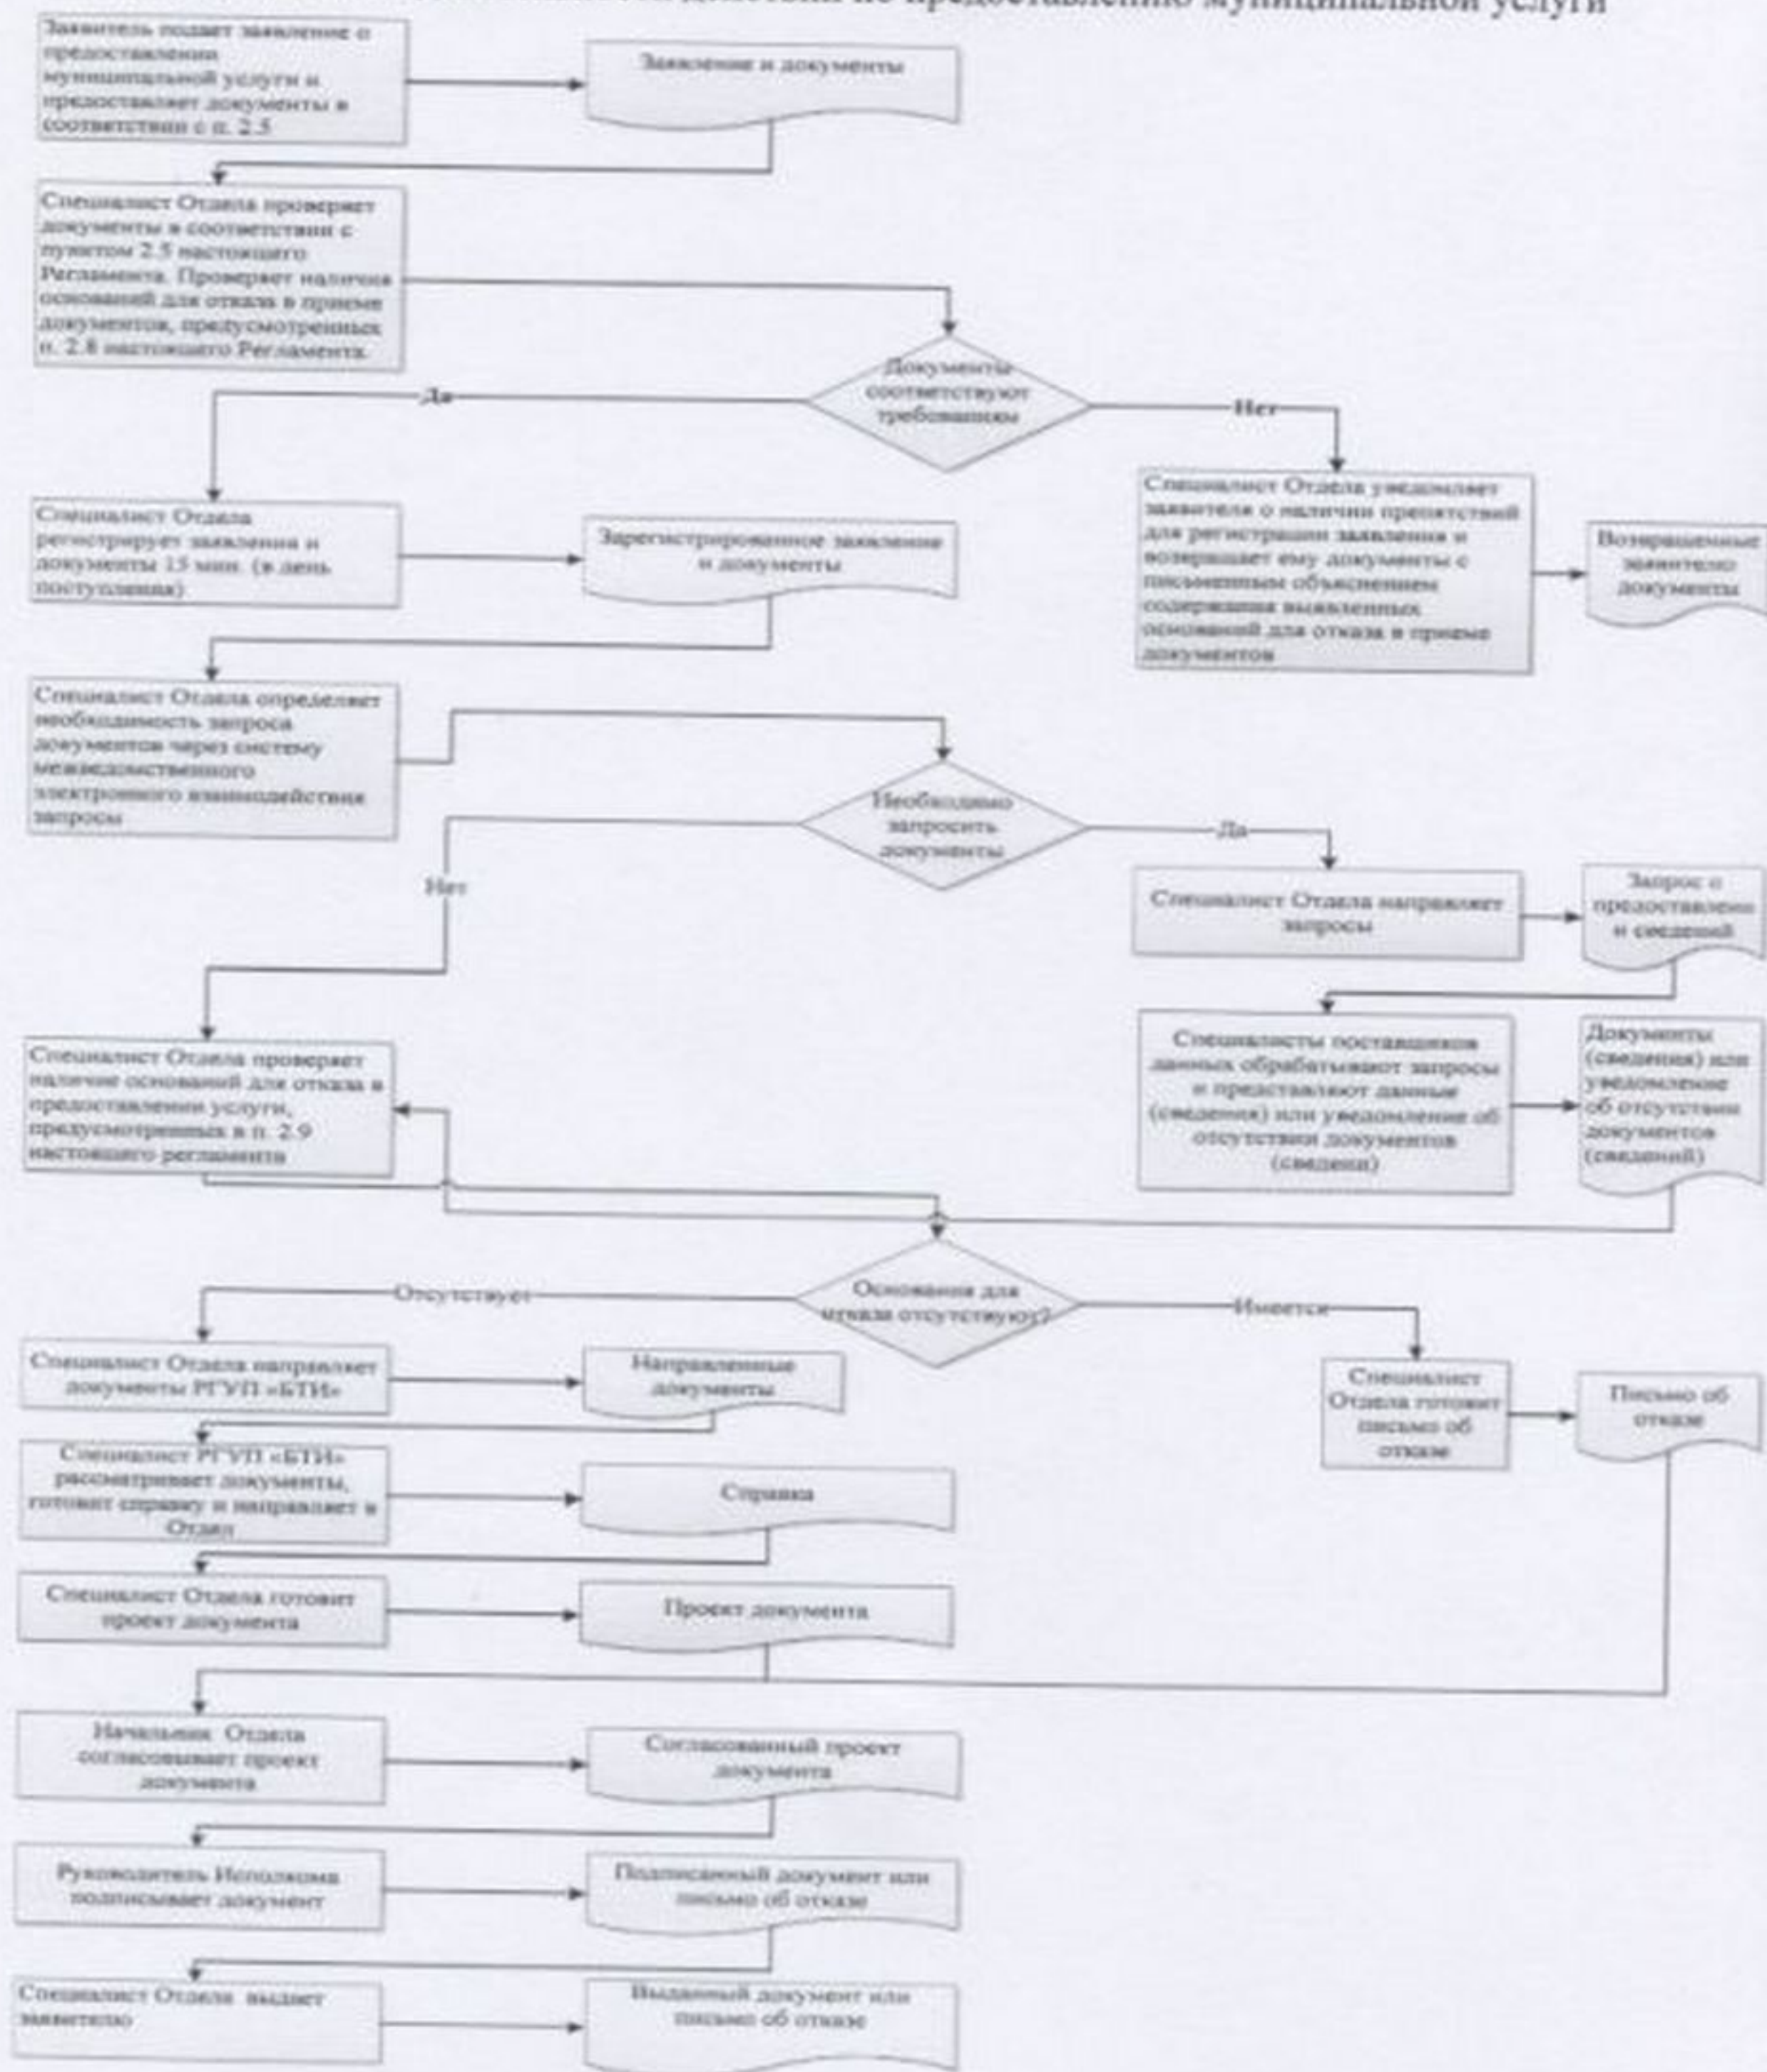 действий по предоставлению муниципальной услуги
Заявитель подает заявление о
предоставлении
муниципальной услуги и
предоставляет документы в
соответствии с п. 2.5
Заявление и документы
Специалист Отдела проверяет
документы в соответствии с
пунктом 2.5 настоящего
Регламента. Проверяет наличия
оснований для отказа в приеме
документов, предусмотренных
п. 2.8 настоящего Регламента.
Документы
соответствуют
требованиям
Да
Нет
Специалист Отдела
регистрирует заявления и
документы 15 мин. (в день
поступления)
Зарегистрированное заявление
и документы
Специалист Отдела уведомляет
заявителя о наличии препятствий
для регистрации заявления и
возвращает ему документы с
письменным объяснением
содержания выявленных
оснований для отказа в приеме
документов
Возвращенные
заявителю
документы
Специалист Отдела определяет
необходимость запроса
документов через систему
межведомственного
электронного взаимодействия
запросы
Необходимо
запросить
документы
Да
Нет
Специалист Отдела направляет
запросы
Запрос о
предоставлени
и сведений
Специалист Отдела проверяет
наличие оснований для отказа в
предоставлении услуги,
предусмотренных в п. 2.9
настоящего регламента
Специалисты поставщиков
данных обрабатывают запросы
и представляют данные
(сведения) или уведомление об
отсутствии документов
(сведени)
Документы
(сведения) или
уведомление
об отсутствии
документов
(сведений)
Основания для
отказа отсутствуют?
Отсутствует
Имеется
Специалист Отдела направляет
документы РГУП «БТИ»
Направленные
документы
Специалист
Отдела готовит
письмо об
отказе
Письмо об
отказе
Специалист РГУП «БТИ»
рассматривает документы,
готовит справку и направляет в
Отдел
Справка
Специалист Отдела готовит
проект документа
Проект документа
Начальник Отдела
согласовывает проект
документа
Согласованный проект
документа
Руководитель Исполкома
подписывает документ
Подписанный документ или
письмо об отказе
Специалист Отдела выдает
заявителю
Выданный документ или
письмо об отказе